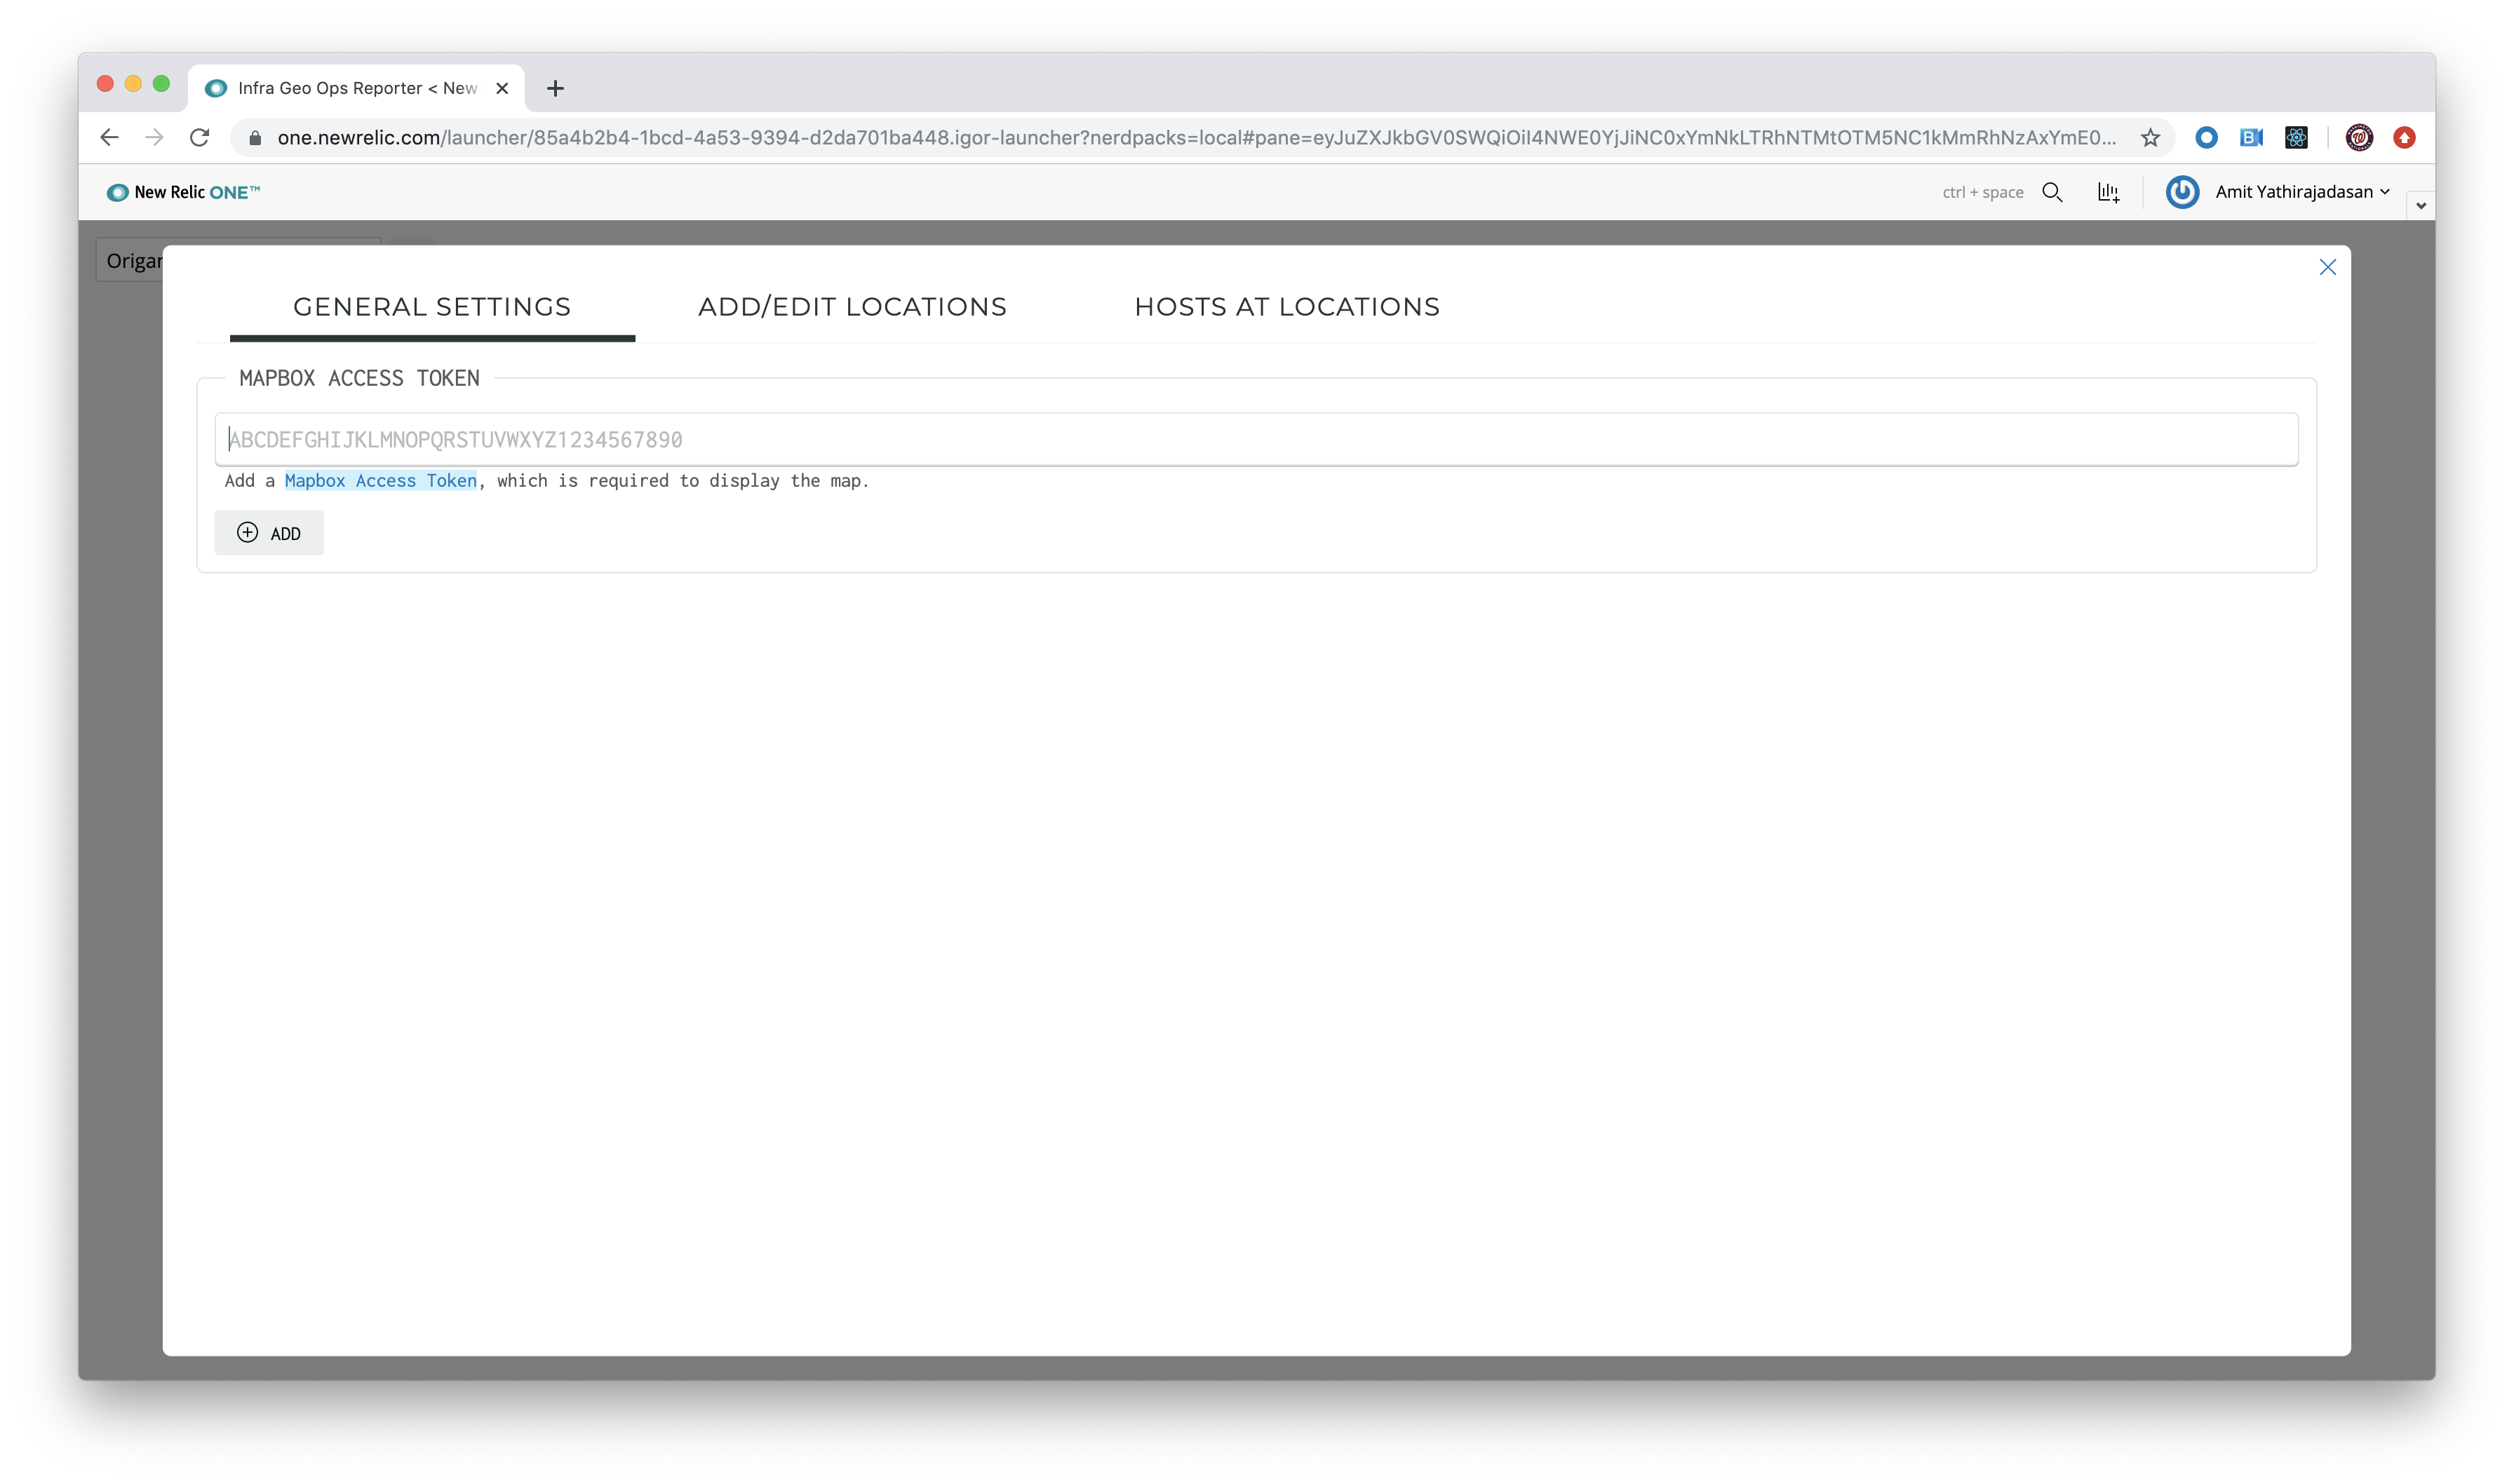 Infra Geo Ops Reporter < New
one.newrelic.com/launcher/85a4b2b4-1bcd-4a53-9394-d2da701ba448.igor-launcher?nerdpacks=local#pane=eyJuZXJkbGV0SWQiOiI4NWE0YjJiNC0xYmNkLTRhNTMtOTM5NC1kMmRhNzAxYmE0...
New Relic ONE™
ctrl + space
Amit Yathirajadasan
Origan
GENERAL SETTINGS
ADD/EDIT LOCATIONS
HOSTS AT LOCATIONS
MAPBOX ACCESS TOKEN
ABCDEFGHIJKLMNOPQRSTUVWXYZ1234567890
Add a Mapbox Access Token, which is required to display the map.
ADD